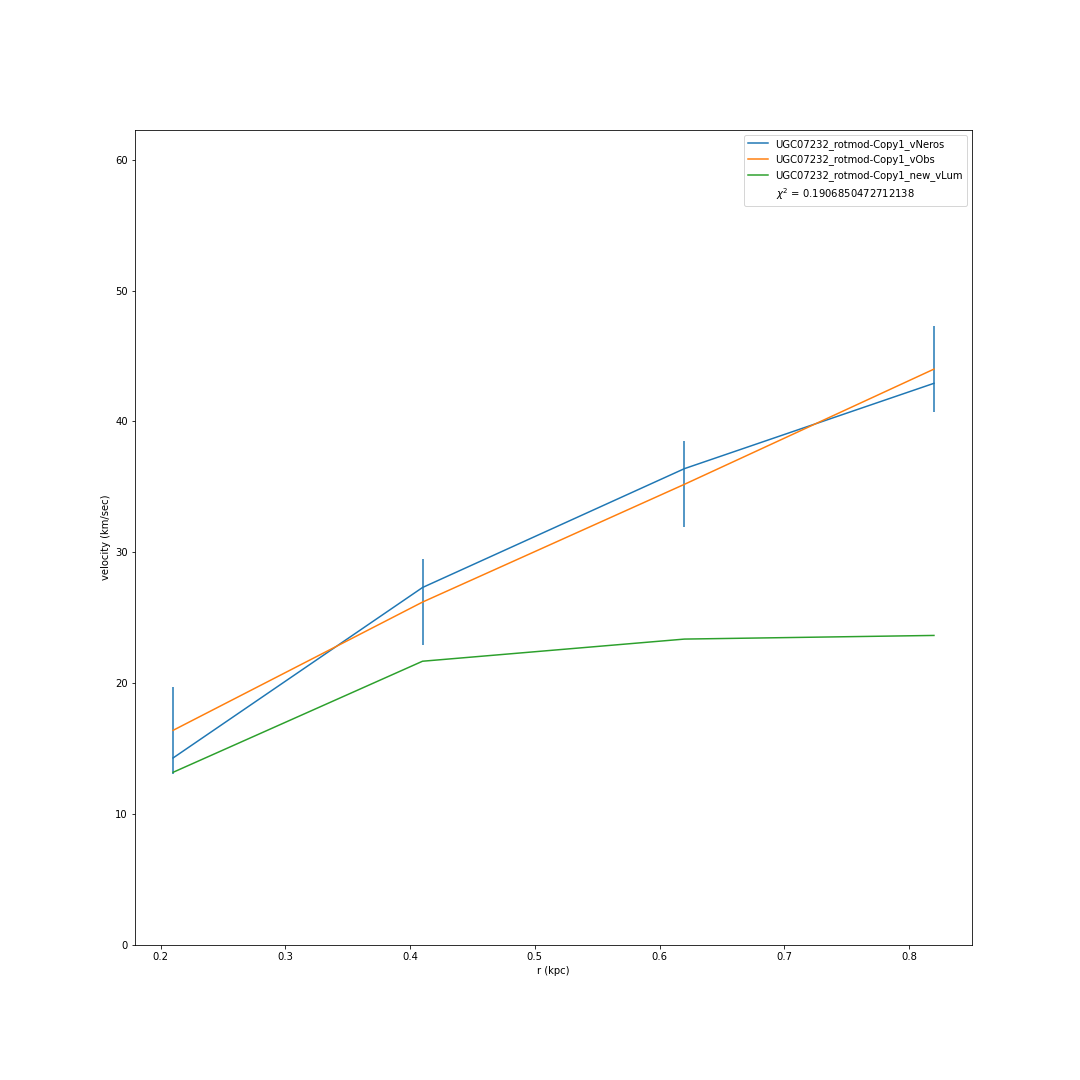 UGC07232_rotmod-Copy1_vNeros
UGC07232_rotmod-Copy1_vObs
UGC07232_rotmod-Copy1_new_vLum
χ² = 0.1906850472712138
60
50
40
30
20
10
0
velocity (km/sec)
0.2 0.3 0.4 0.5 0.6 0.7 0.8
r (kpc)